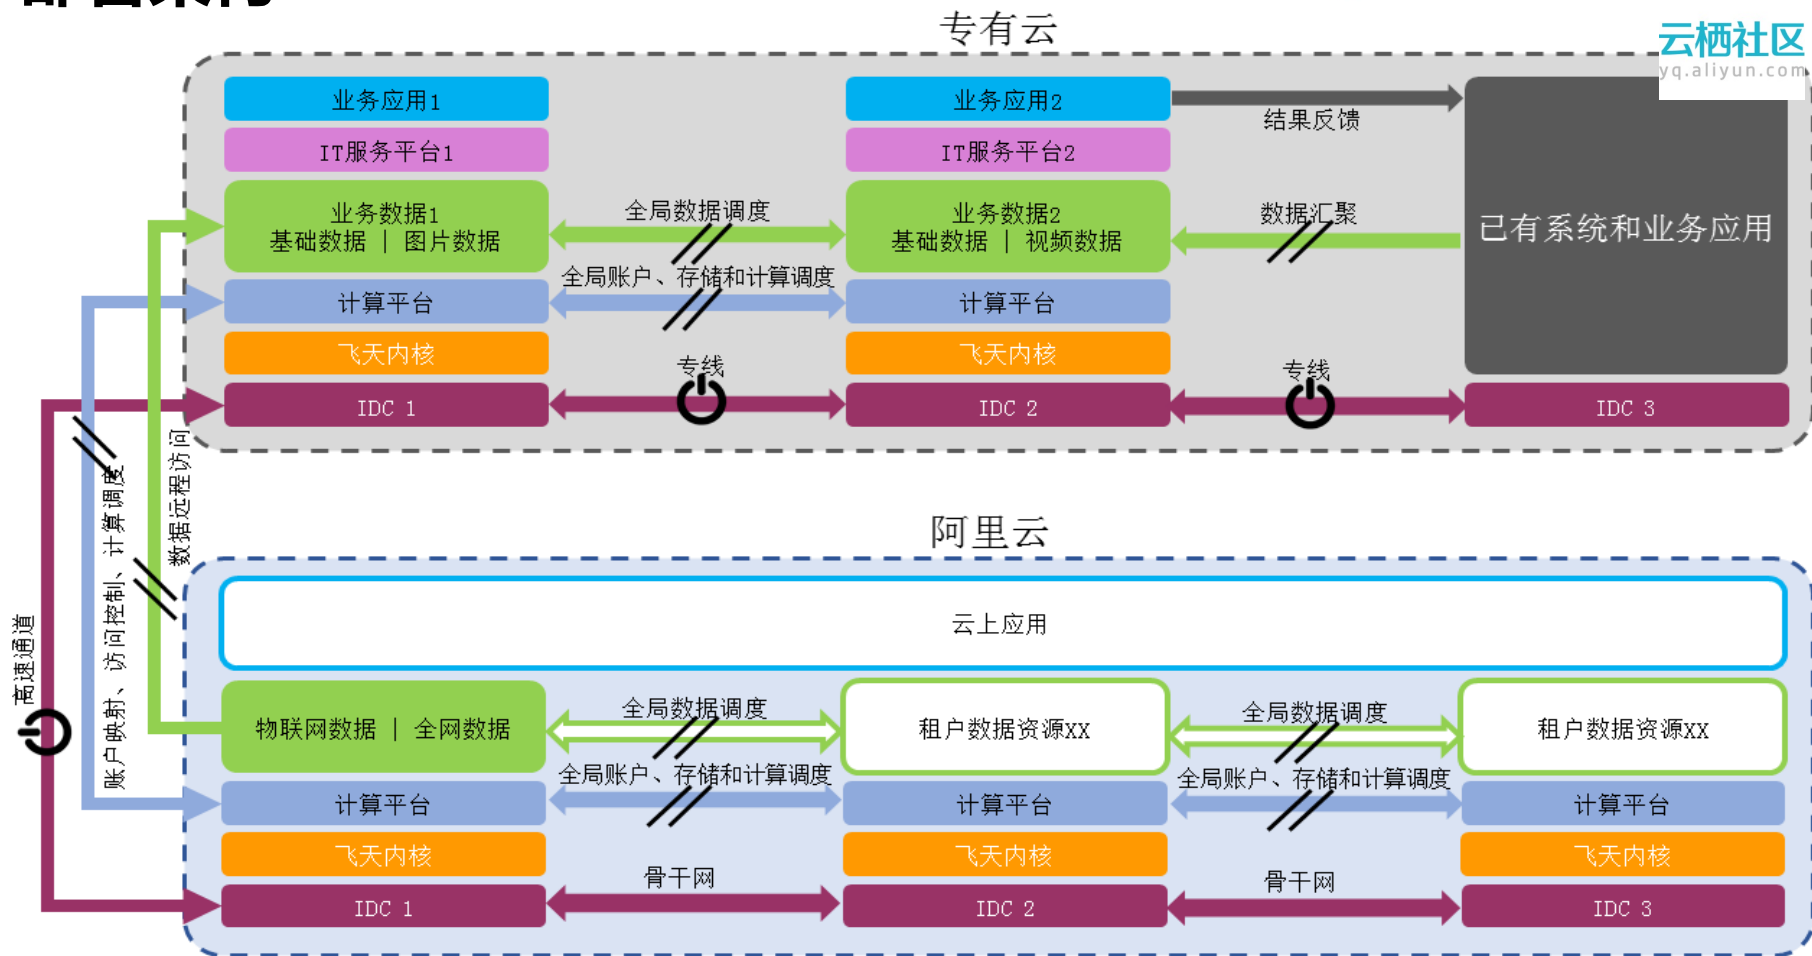 专有云
云栖社区
yq.aliyun.com
业务应用1
业务应用2
结果反馈
IT服务平台1
IT服务平台2
业务数据1
基础数据 | 图片数据
全局数据调度
业务数据2
基础数据 | 视频数据
数据汇聚
已有系统和业务应用
全局账户、存储和计算调度
计算平台
计算平台
飞天内核
飞天内核
专线
专线
IDC 1
IDC 2
IDC 3
数据远程访问
账户映射、访问控制、计算调度
高速通道
阿里云
云上应用
物联网数据 | 全网数据
全局数据调度
租户数据资源XX
全局数据调度
租户数据资源XX
全局账户、存储和计算调度
全局账户、存储和计算调度
计算平台
计算平台
计算平台
飞天内核
飞天内核
飞天内核
骨干网
骨干网
IDC 1
IDC 2
IDC 3